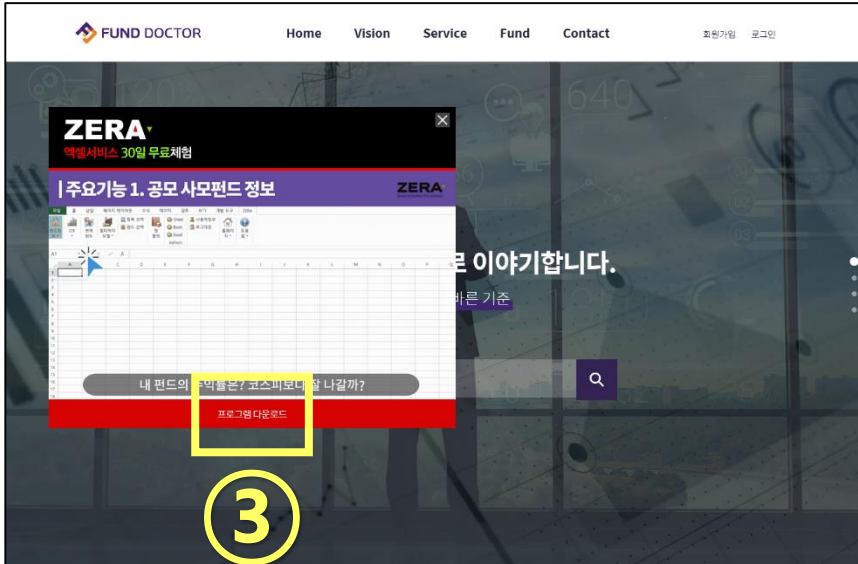 FUND DOCTOR
Home Vision Service Fund Contact
회원가입 로그인
640
ZERA
엑셀서비스 30일 무료체험
주요기능 1. 공모 사모펀드 정보
ZERA
이야기합니다.
바른 기준
내 펀드의 수익률은? 코스피보다 잘 나갈까?
프로그램 다운로드
③